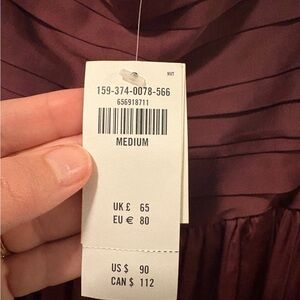 159-374-0078-566
656918711
MEDIUM
UK £ 65
EU € 80
US $ 90
CAN $ 112